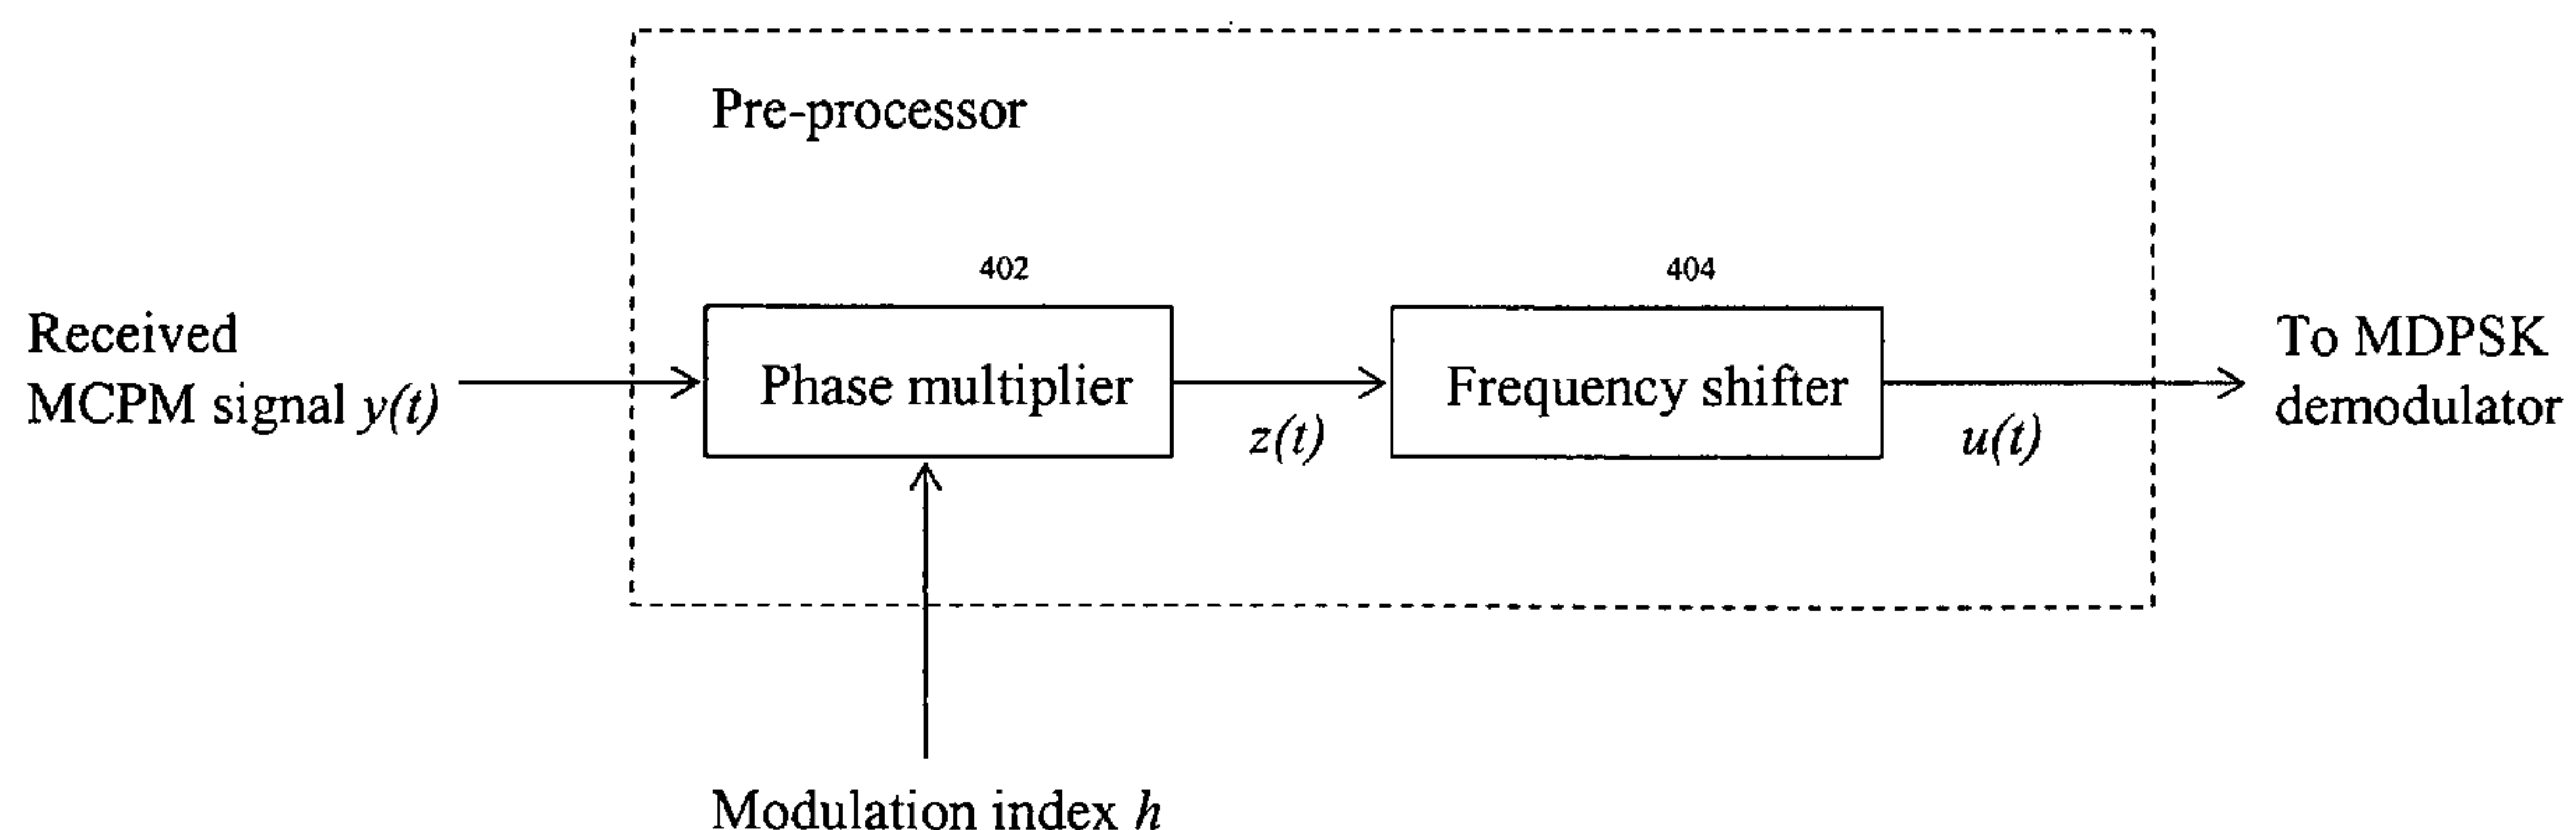 Pre-processor
402
404
Received
MCPM signal y(t)
Phase multiplier
z(t)
Frequency shifter
u(t)
To MDPSK
demodulator
Modulation index h